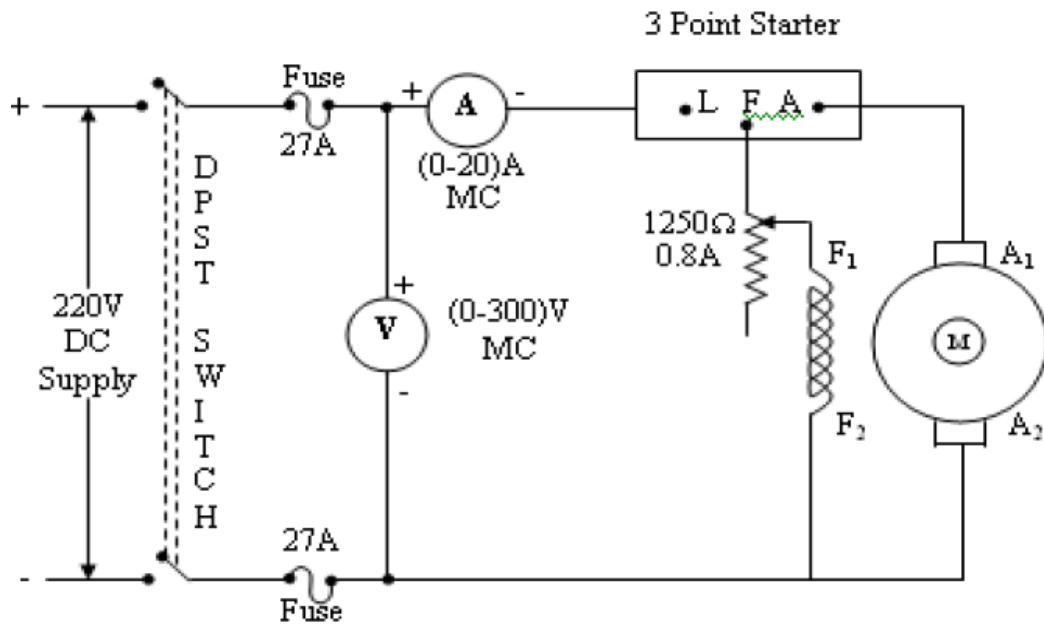 3 Point Starter
Fuse
27A
+
+
A
-
(0-20)A
MC
L F A
D
P
S
T
S
W
I
T
C
H
220V
DC
Supply
+
V
-
(0-300)V
MC
1250Ω
0.8A
F₁
F₂
A₁
M
A₂
-
27A
Fuse